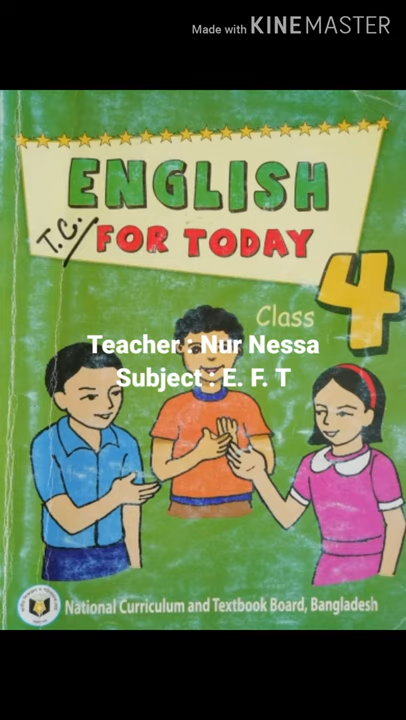 Made with KINEMASTER
ENGLISH
T.C./
FOR TODAY
Class 4
Teacher : Nur Nessa
Subject : E. F. T
National Curriculum and Textbook Board, Bangladesh